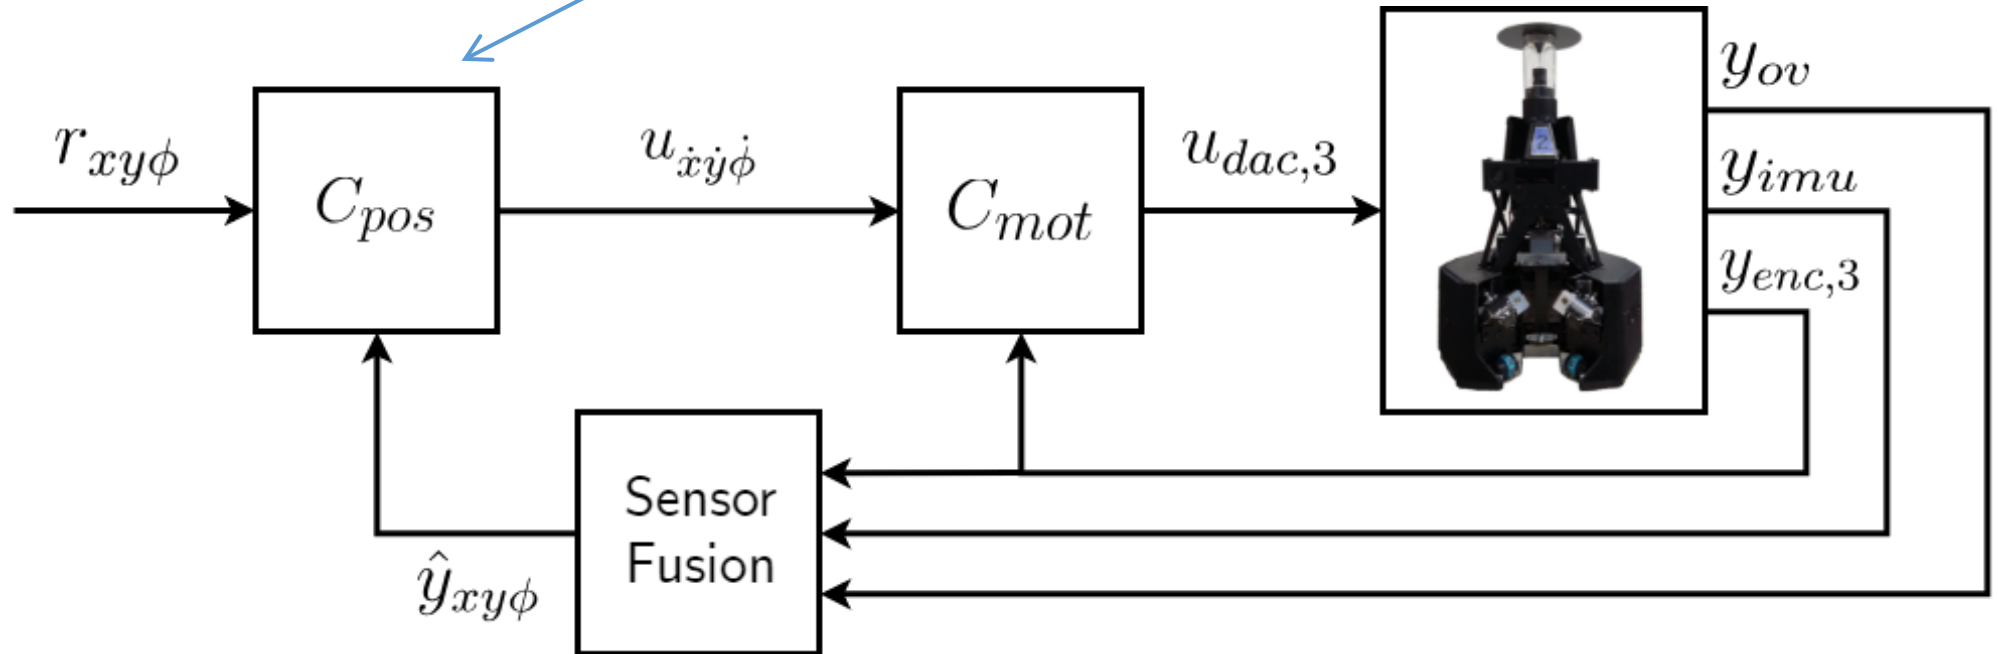 r_{xyϕ}
C_{pos}
u_{ẋẏϕ̇}
C_{mot}
u_{dac,3}
2
y_{ov}
y_{imu}
y_{enc,3}
Sensor
Fusion
ŷ_{xyϕ}